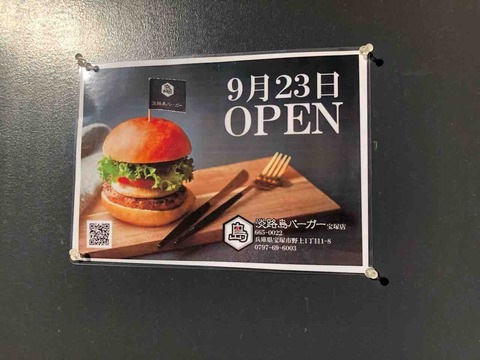 9月23日
OPEN
淡路島バーガー
島
淡路島バーガー 宝塚店
665-0022
兵庫県宝塚市野上1丁目1-8
0797-69-6003